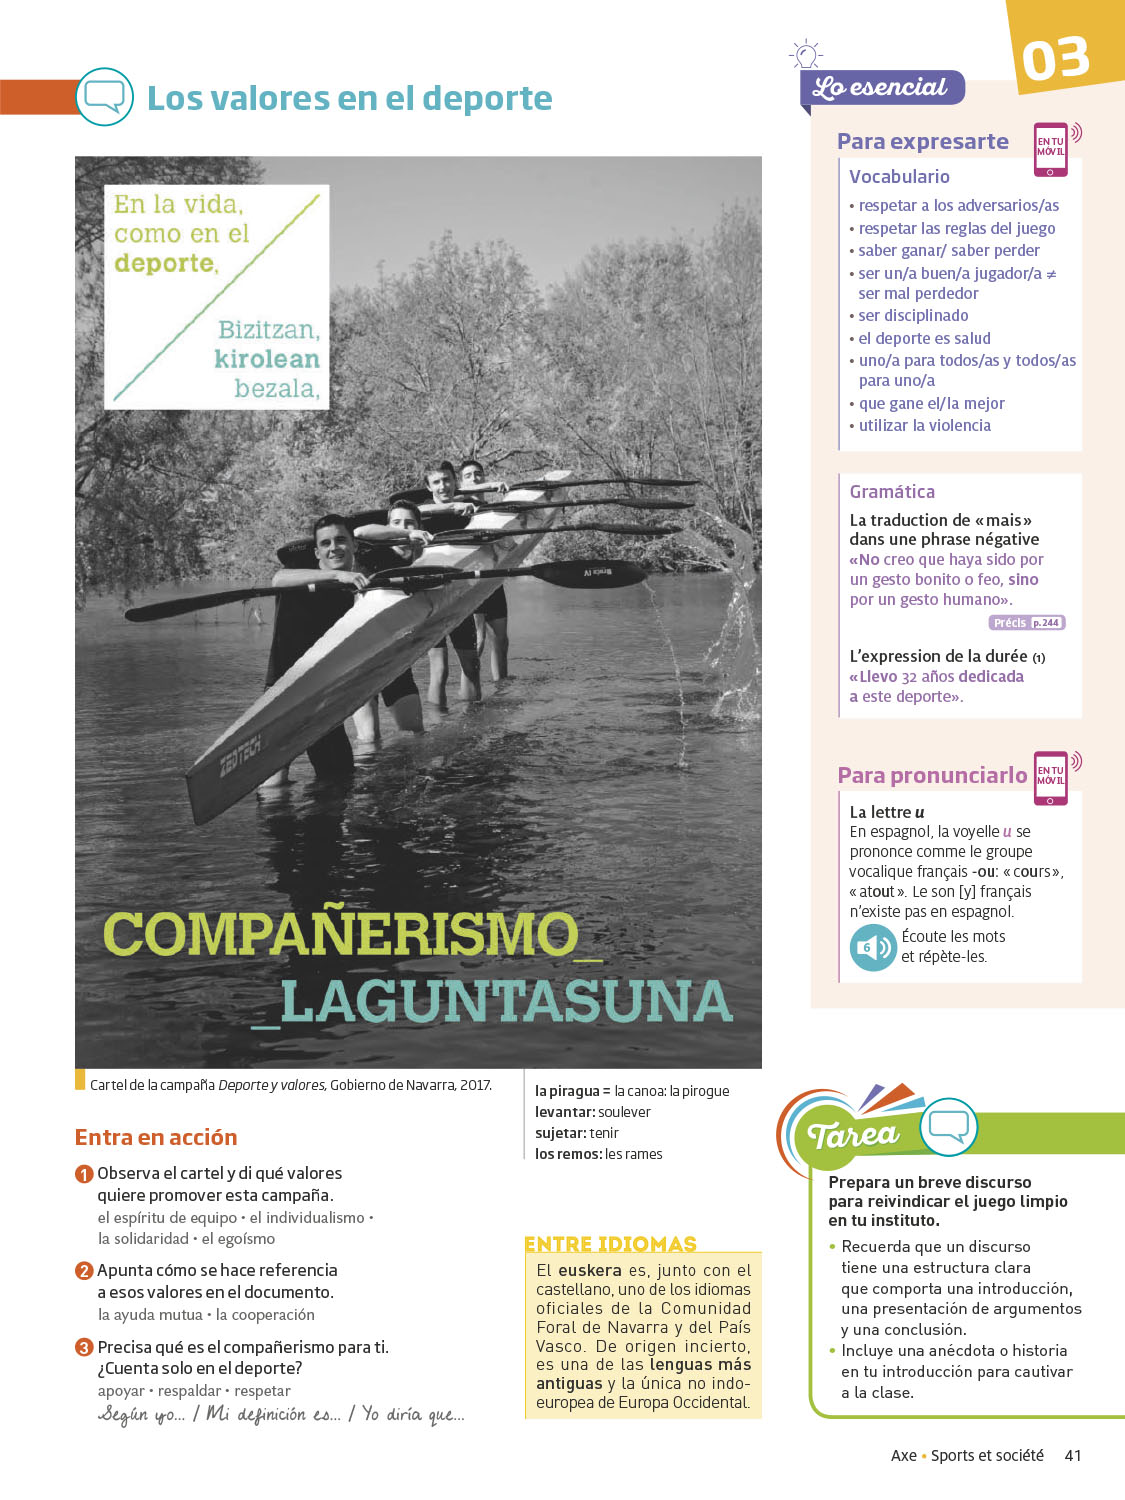 03
Los valores en el deporte
En la vida,
como en el
deporte,
Bizitzan,
kirolean
bezala,
ZEDTECH
COMPAÑERISMO_
_LAGUNTASUNA
Cartel de la campaña Deporte y valores, Gobierno de Navarra, 2017.
la piragua = la canoa: la pirogue
levantar: soulever
sujetar: tenir
los remos: les rames
Entra en acción
1 Observa el cartel y di qué valores
quiere promover esta campaña.
el espíritu de equipo • el individualismo •
la solidaridad • el egoísmo
2 Apunta cómo se hace referencia
a esos valores en el documento.
la ayuda mutua • la cooperación
3 Precisa qué es el compañerismo para ti.
¿Cuenta solo en el deporte?
apoyar • respaldar • respetar
Según yo... / Mi definición es... / Yo diría que...
ENTRE IDIOMAS
El euskera es, junto con el
castellano, uno de los idiomas
oficiales de la Comunidad
Foral de Navarra y del País
Vasco. De origen incierto,
es una de las lenguas más
antiguas y la única no indo-
europea de Europa Occidental.
Lo esencial
Para expresarte
EN TU
MÓVIL
Vocabulario
• respetar a los adversarios/as
• respetar las reglas del juego
• saber ganar/ saber perder
• ser un/a buen/a jugador/a ≠
ser mal perdedor
• ser disciplinado
• el deporte es salud
• uno/a para todos/as y todos/as
para uno/a
• que gane el/la mejor
• utilizar la violencia
Gramática
La traduction de «mais»
dans une phrase négative
«No creo que haya sido por
un gesto bonito o feo, sino
por un gesto humano».
Précis p.244
L'expression de la durée (1)
«Llevo 32 años dedicada
a este deporte».
Para pronunciarlo
EN TU
MÓVIL
La lettre u
En espagnol, la voyelle u se
prononce comme le groupe
vocalique français -ou: «cours»,
«atout». Le son [y] français
n'existe pas en espagnol.
6
Écoute les mots
et répète-les.
Tarea
Prepara un breve discurso
para reivindicar el juego limpio
en tu instituto.
• Recuerda que un discurso
tiene una estructura clara
que comporta una introducción,
una presentación de argumentos
y una conclusión.
• Incluye una anécdota o historia
en tu introducción para cautivar
a la clase.
Axe • Sports et société 41